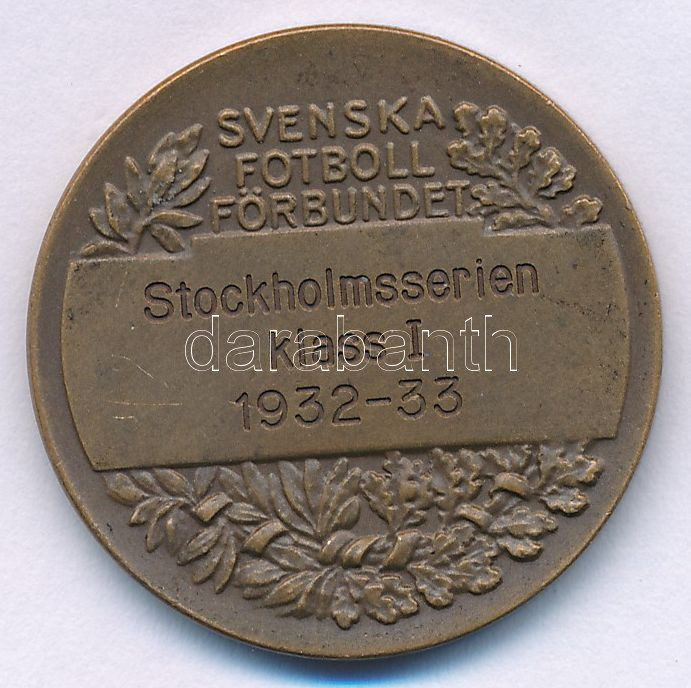 SVENSKA
FOTBOLL
FÖRBUNDET
Stockholmsserien
klass I
darabanth
1932-33